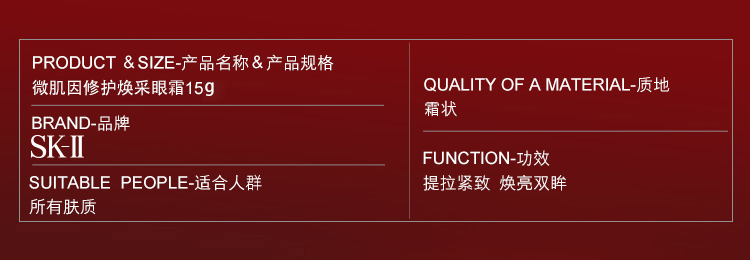 PRODUCT &SIZE-产品名称&产品规格
微肌因修护焕采眼霜15g
BRAND-品牌
SK-II
SUITABLE PEOPLE-适合人群
所有肤质
QUALITY OF A MATERIAL-质地
霜状
FUNCTION-功效
提拉紧致 焕亮双眸